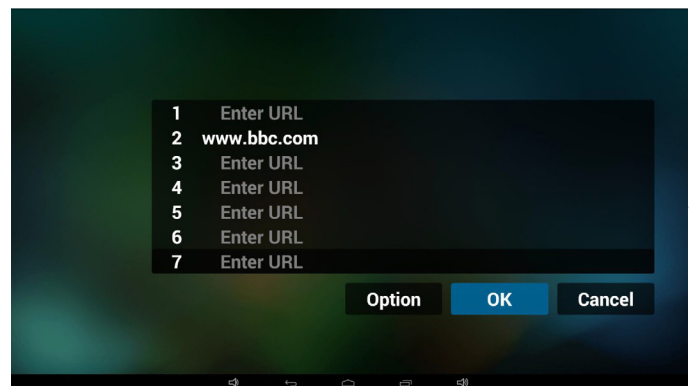 1 Enter URL
2 www.bbc.com
3 Enter URL
4 Enter URL
5 Enter URL
6 Enter URL
7 Enter URL
Option OK Cancel